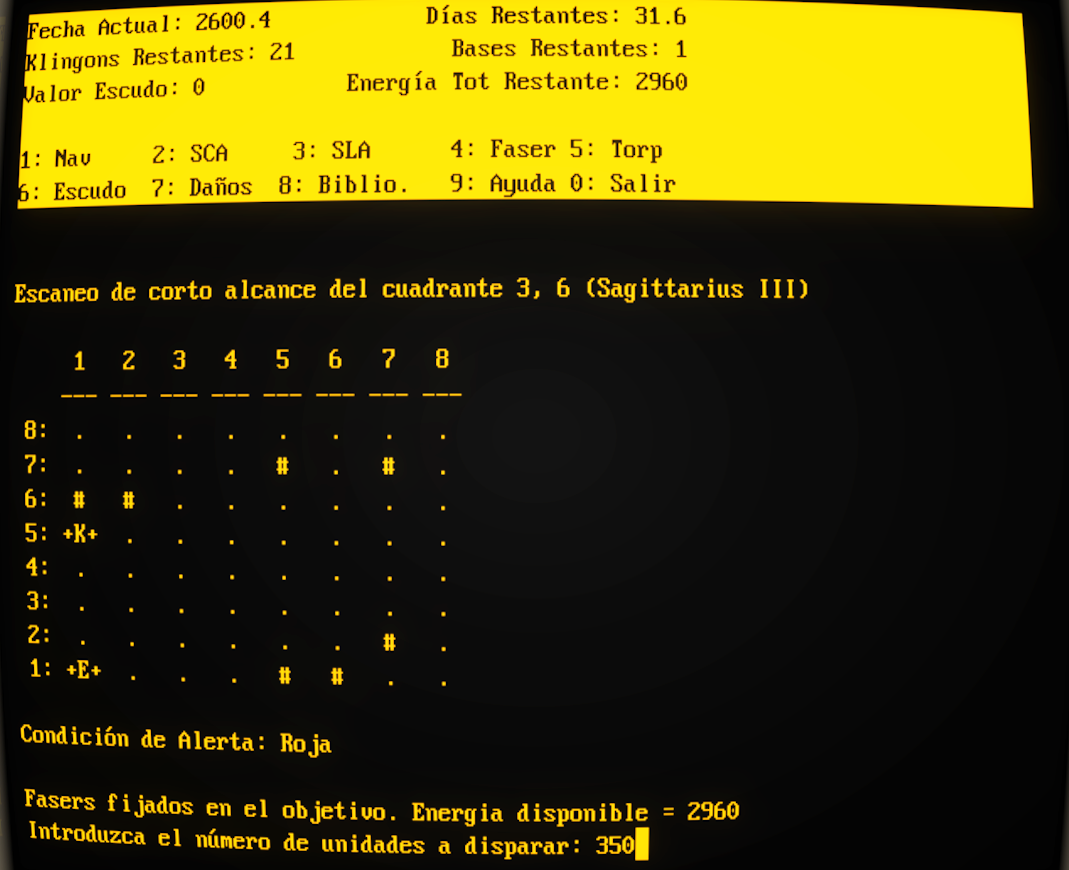 Fecha Actual: 2600.4 Días Restantes: 31.6
Klingons Restantes: 21 Bases Restantes: 1
Valor Escudo: 0 Energía Tot Restante: 2960
1: Nav 2: SCA 3: SLA 4: Faser 5: Torp
6: Escudo 7: Daños 8: Biblio. 9: Ayuda 0: Salir
Escaneo de corto alcance del cuadrante 3, 6 (Sagittarius III)
1 2 3 4 5 6 7 8
--- --- --- --- --- --- --- ---
8: . . . . . . . .
7: . . . . # . # .
6: # # . . . . . .
5: +K+ . . . . . . .
4: . . . . . . . .
3: . . . . . . . .
2: . . . . . . # .
1: +E+ . . . # # . .
Condición de Alerta: Roja
Fasers fijados en el objetivo. Energia disponible = 2960
Introduzca el número de unidades a disparar: 350